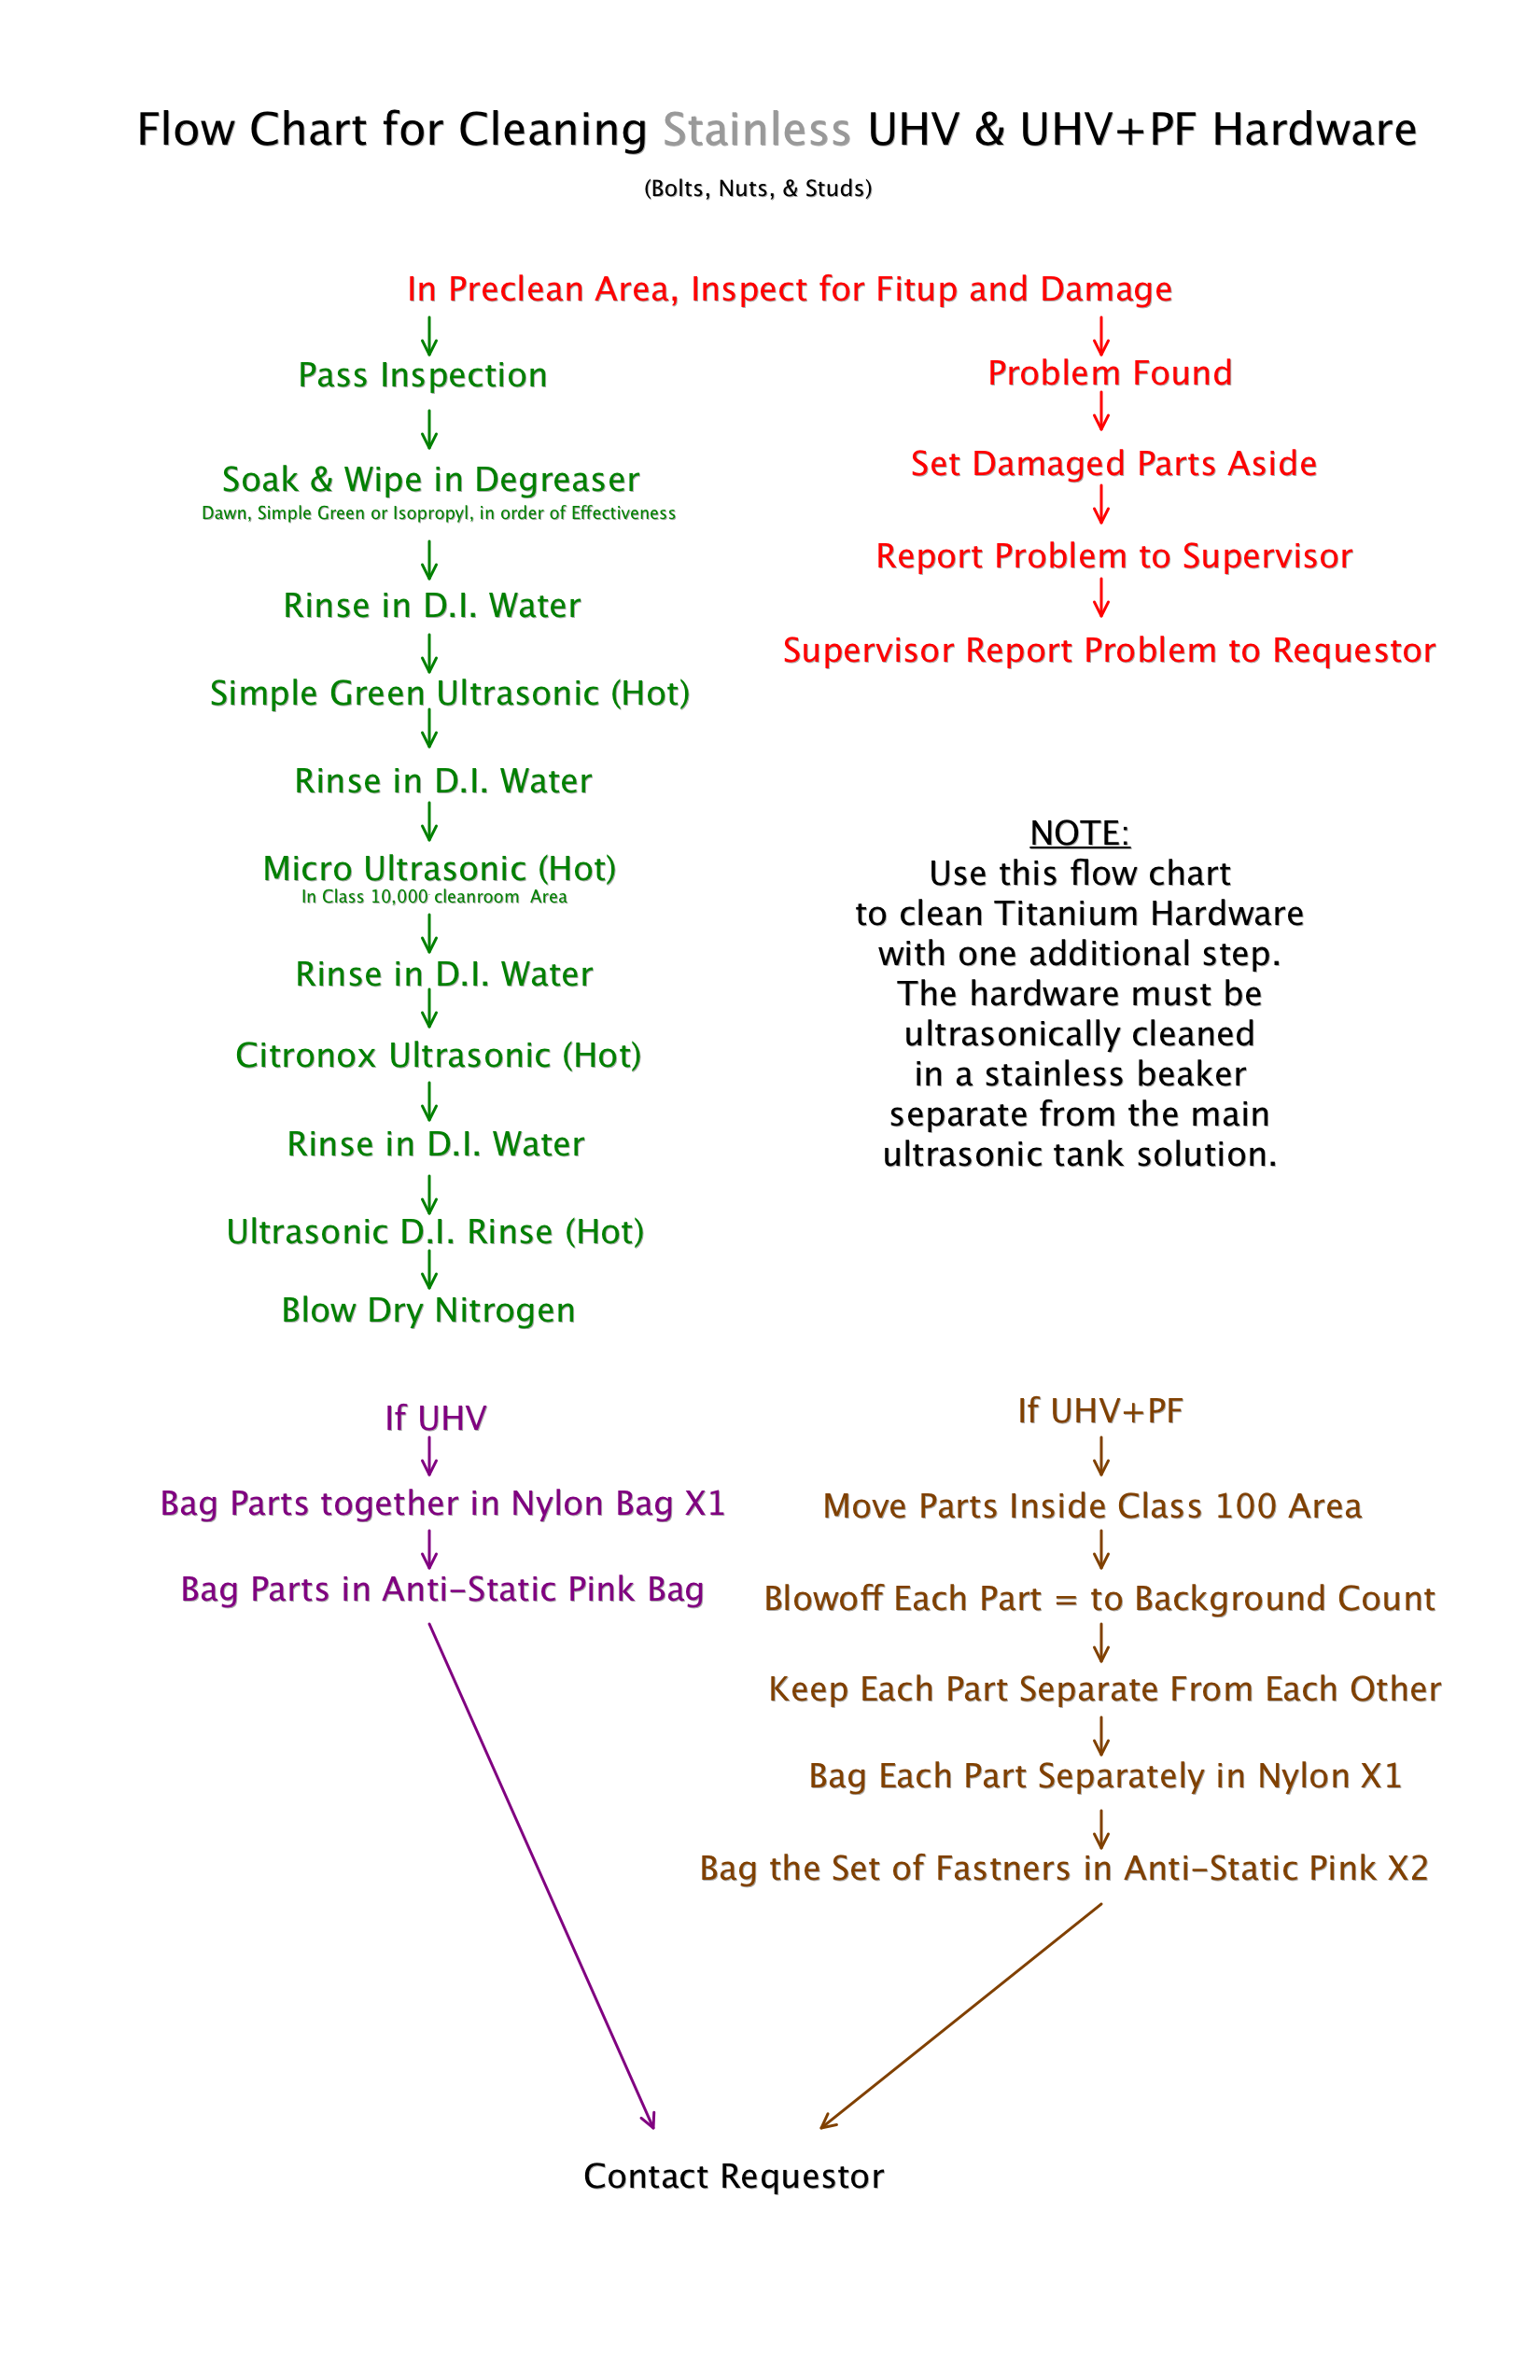 Flow Chart for Cleaning Stainless UHV & UHV+PF Hardware
(Bolts, Nuts, & Studs)
In Preclean Area, Inspect for Fitup and Damage
Pass Inspection
Soak & Wipe in Degreaser
Dawn, Simple Green or Isopropyl, in order of Effectiveness
Rinse in D.I. Water
Simple Green Ultrasonic (Hot)
Rinse in D.I. Water
Micro Ultrasonic (Hot)
In Class 10,000 cleanroom Area
Rinse in D.I. Water
Citronox Ultrasonic (Hot)
Rinse in D.I. Water
Ultrasonic D.I. Rinse (Hot)
Blow Dry Nitrogen
Problem Found
Set Damaged Parts Aside
Report Problem to Supervisor
Supervisor Report Problem to Requestor
NOTE:
Use this flow chart
to clean Titanium Hardware
with one additional step.
The hardware must be
ultrasonically cleaned
in a stainless beaker
separate from the main
ultrasonic tank solution.
If UHV
Bag Parts together in Nylon Bag X1
Bag Parts in Anti-Static Pink Bag
If UHV+PF
Move Parts Inside Class 100 Area
Blowoff Each Part = to Background Count
Keep Each Part Separate From Each Other
Bag Each Part Separately in Nylon X1
Bag the Set of Fastners in Anti-Static Pink X2
Contact Requestor